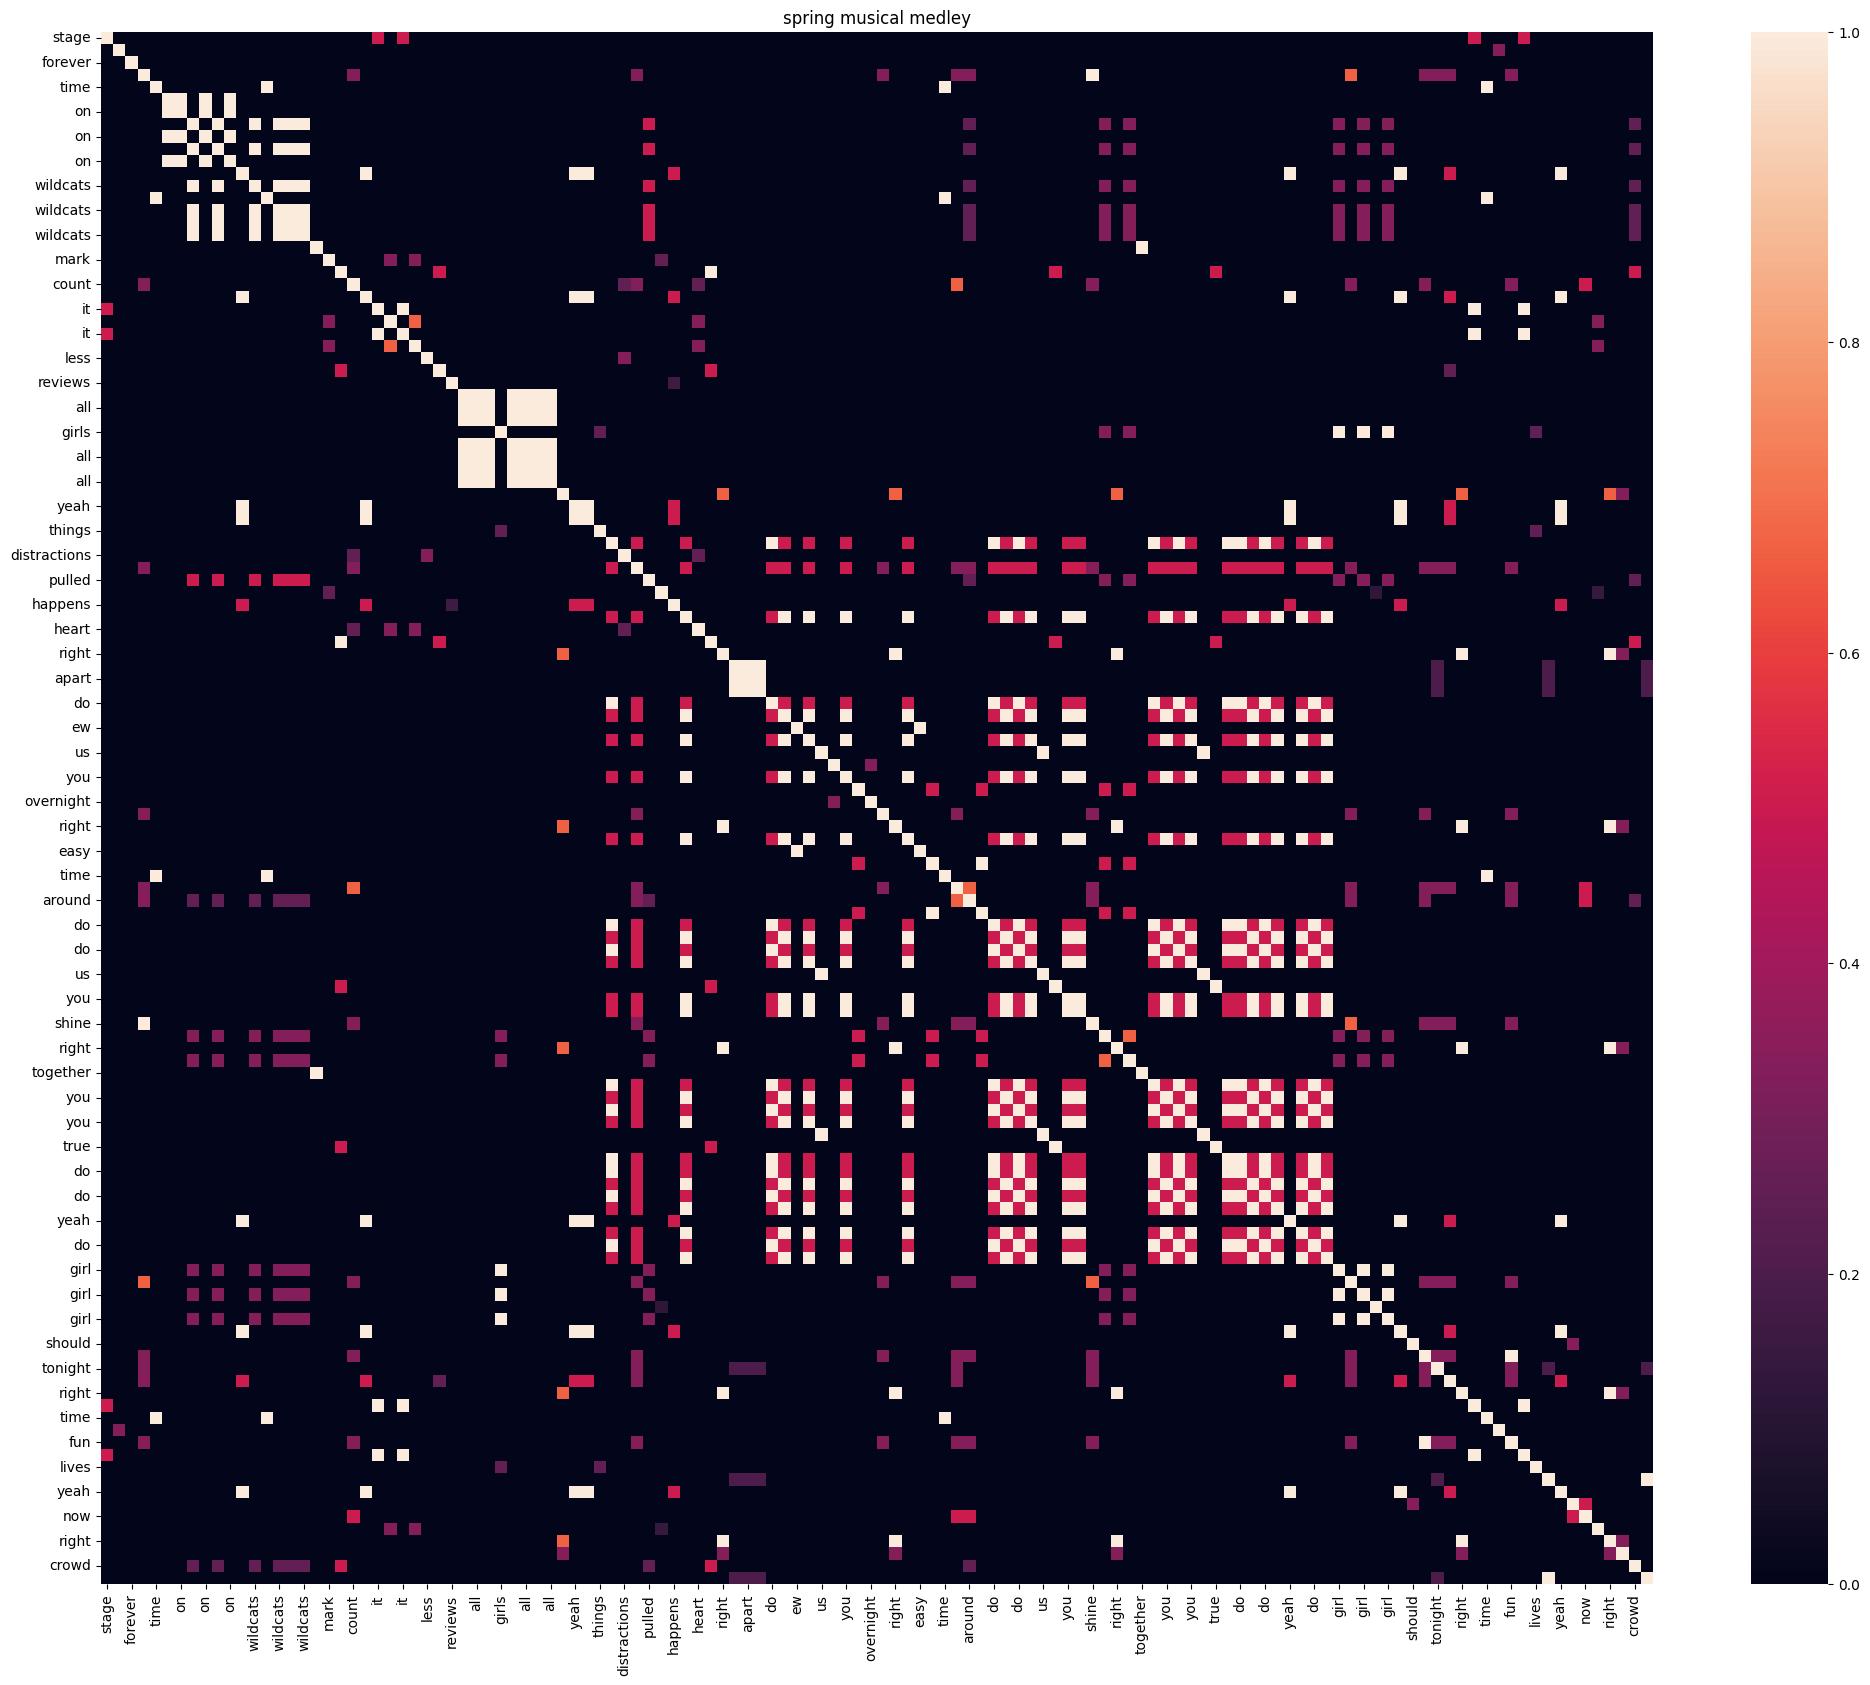 spring musical medley
stage
forever
time
on
on
on
wildcats
wildcats
wildcats
mark
count
it
it
less
reviews
all
girls
all
all
yeah
things
distractions
pulled
happens
heart
right
apart
do
ew
us
you
overnight
right
easy
time
around
do
do
us
you
shine
right
together
you
you
true
do
do
yeah
do
girl
girl
girl
should
tonight
right
time
fun
lives
yeah
now
right
crowd
stage
forever
time
on
on
on
wildcats
wildcats
wildcats
mark
count
it
it
less
reviews
all
girls
all
all
yeah
things
distractions
pulled
happens
heart
right
apart
do
ew
us
you
overnight
right
easy
time
around
do
do
us
you
shine
right
together
you
you
true
do
do
yeah
do
girl
girl
girl
should
tonight
right
time
fun
lives
yeah
now
right
crowd
1.0
0.8
0.6
0.4
0.2
0.0